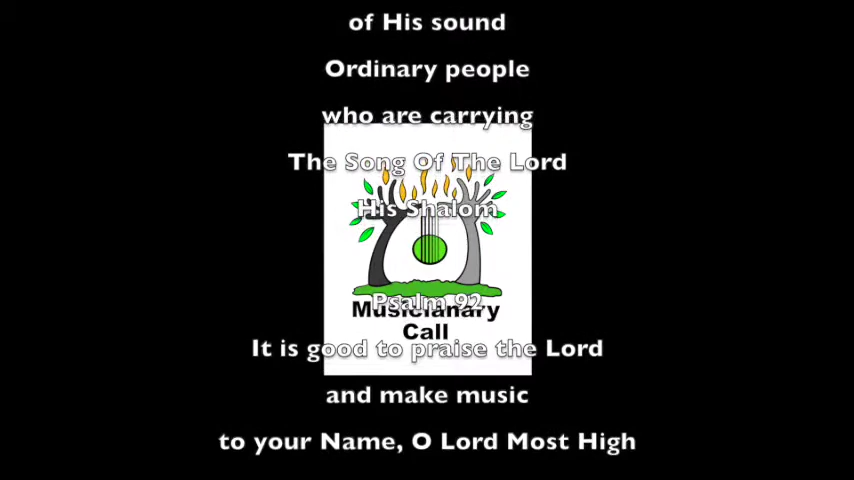 of His sound
Ordinary people
who are carrying
The Song Of The Lord
His Shalom
Psalm 92
Musicianary
Call
It is good to praise the Lord
and make music
to your Name, O Lord Most High